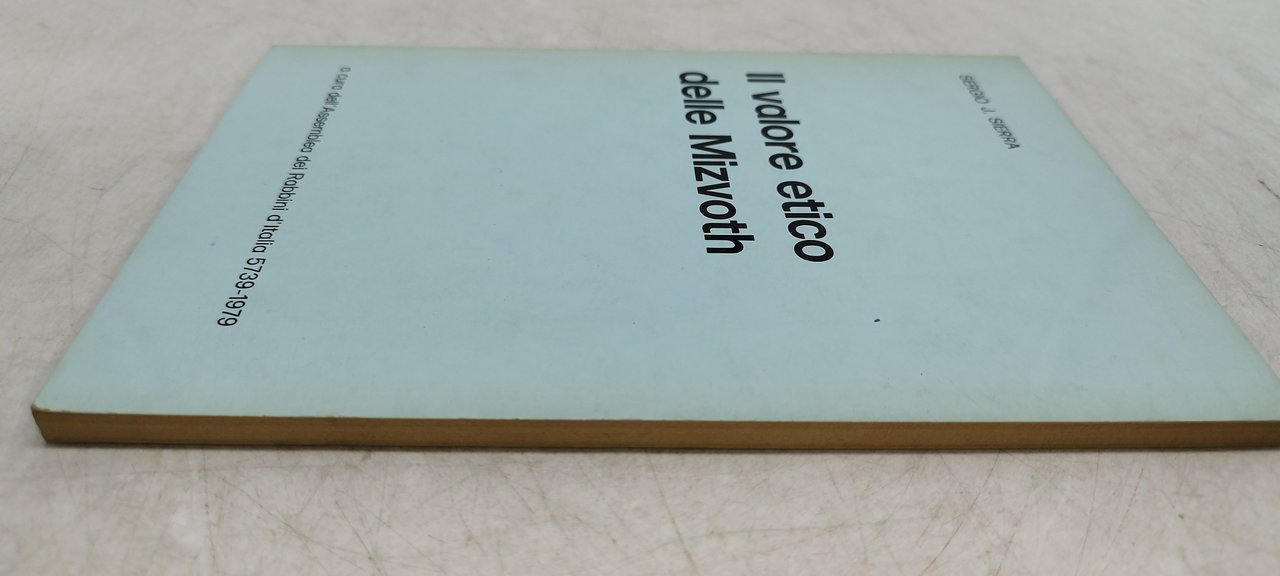 SERGIO J. SIERRA
Il valore etico
delle Mizvoth
a cura dell'Assemblea dei Rabbini d'Italia 5739-1979